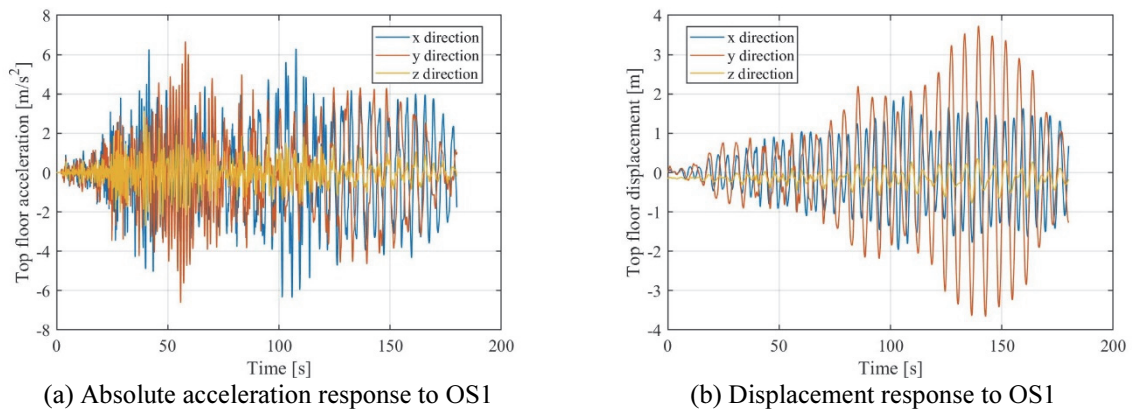 Top floor acceleration [m/s²]
8
6
4
2
0
-2
-4
-6
-8
x direction
y direction
z direction
0 50 100 150 200
Time [s]
(a) Absolute acceleration response to OS1
Top floor displacement [m]
4
3
2
1
0
-1
-2
-3
-4
x direction
y direction
z direction
0 50 100 150 200
Time [s]
(b) Displacement response to OS1